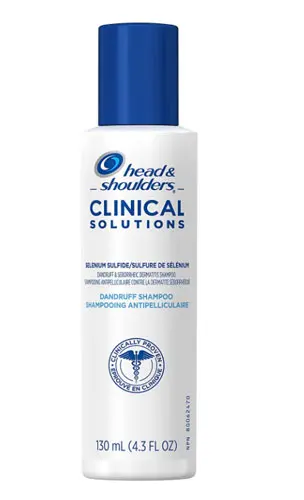 head &
shoulders®
CLINICAL
SOLUTIONS
SELENIUM SULFIDE/SULFURE DE SÉLÉNIUM
DANDRUFF & SEBORRHEIC DERMATITIS SHAMPOO
SHAMPOOING ANTIPELLICULAIRE CONTRE LA DERMATITE SÉBORRHÉIQUE
DANDRUFF SHAMPOO
SHAMPOOING ANTIPELLICULAIRE
CLINICALLY PROVEN
ÉPROUVÉ EN CLINIQUE
130 mL (4.3 FL OZ)
NPN 80042470